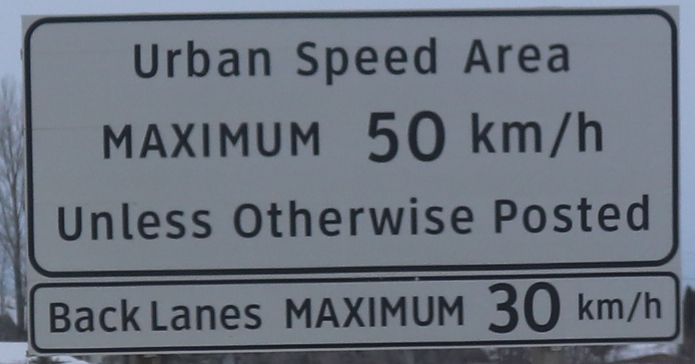 Urban Speed Area
MAXIMUM 50 km/h
Unless Otherwise Posted
Back Lanes MAXIMUM 30 km/h